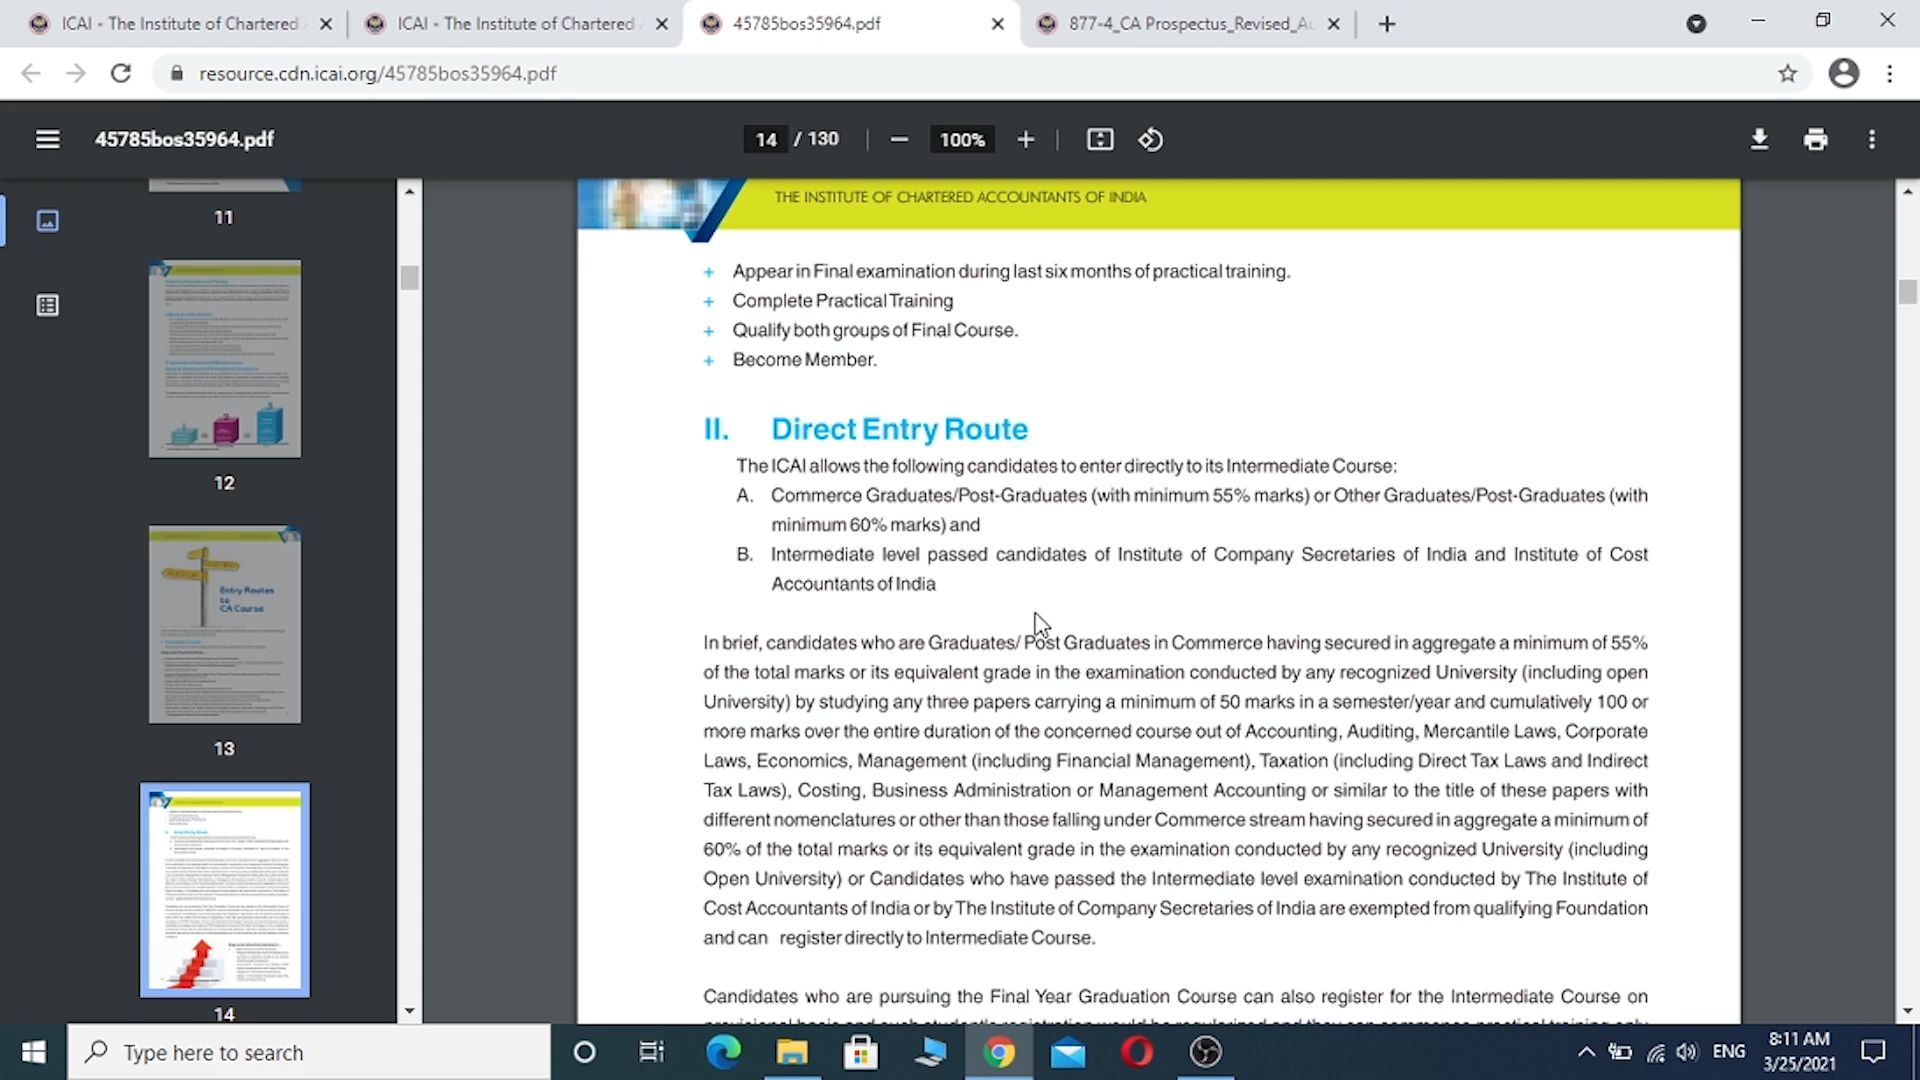 ICAI - The Institute of Chartered
ICAI - The Institute of Chartered
45785bos35964.pdf
877-4_CA Prospectus_Revised_Au
resource.cdn.icai.org/45785bos35964.pdf
45785bos35964.pdf
14 / 130
100%
11
12
Entry Routes
to
CA Course
13
14
THE INSTITUTE OF CHARTERED ACCOUNTANTS OF INDIA
+ Appear in Final examination during last six months of practical training.
+ Complete Practical Training
+ Qualify both groups of Final Course.
+ Become Member.
II. Direct Entry Route
The ICAI allows the following candidates to enter directly to its Intermediate Course:
A. Commerce Graduates/Post-Graduates (with minimum 55% marks) or Other Graduates/Post-Graduates (with
minimum 60% marks) and
B. Intermediate level passed candidates of Institute of Company Secretaries of India and Institute of Cost
Accountants of India
In brief, candidates who are Graduates/ Post Graduates in Commerce having secured in aggregate a minimum of 55%
of the total marks or its equivalent grade in the examination conducted by any recognized University (including open
University) by studying any three papers carrying a minimum of 50 marks in a semester/year and cumulatively 100 or
more marks over the entire duration of the concerned course out of Accounting, Auditing, Mercantile Laws, Corporate
Laws, Economics, Management (including Financial Management), Taxation (including Direct Tax Laws and Indirect
Tax Laws), Costing, Business Administration or Management Accounting or similar to the title of these papers with
different nomenclatures or other than those falling under Commerce stream having secured in aggregate a minimum of
60% of the total marks or its equivalent grade in the examination conducted by any recognized University (including
Open University) or Candidates who have passed the Intermediate level examination conducted by The Institute of
Cost Accountants of India or by The Institute of Company Secretaries of India are exempted from qualifying Foundation
and can register directly to Intermediate Course.
Candidates who are pursuing the Final Year Graduation Course can also register for the Intermediate Course on
Type here to search
ENG
8:11 AM
3/25/2021